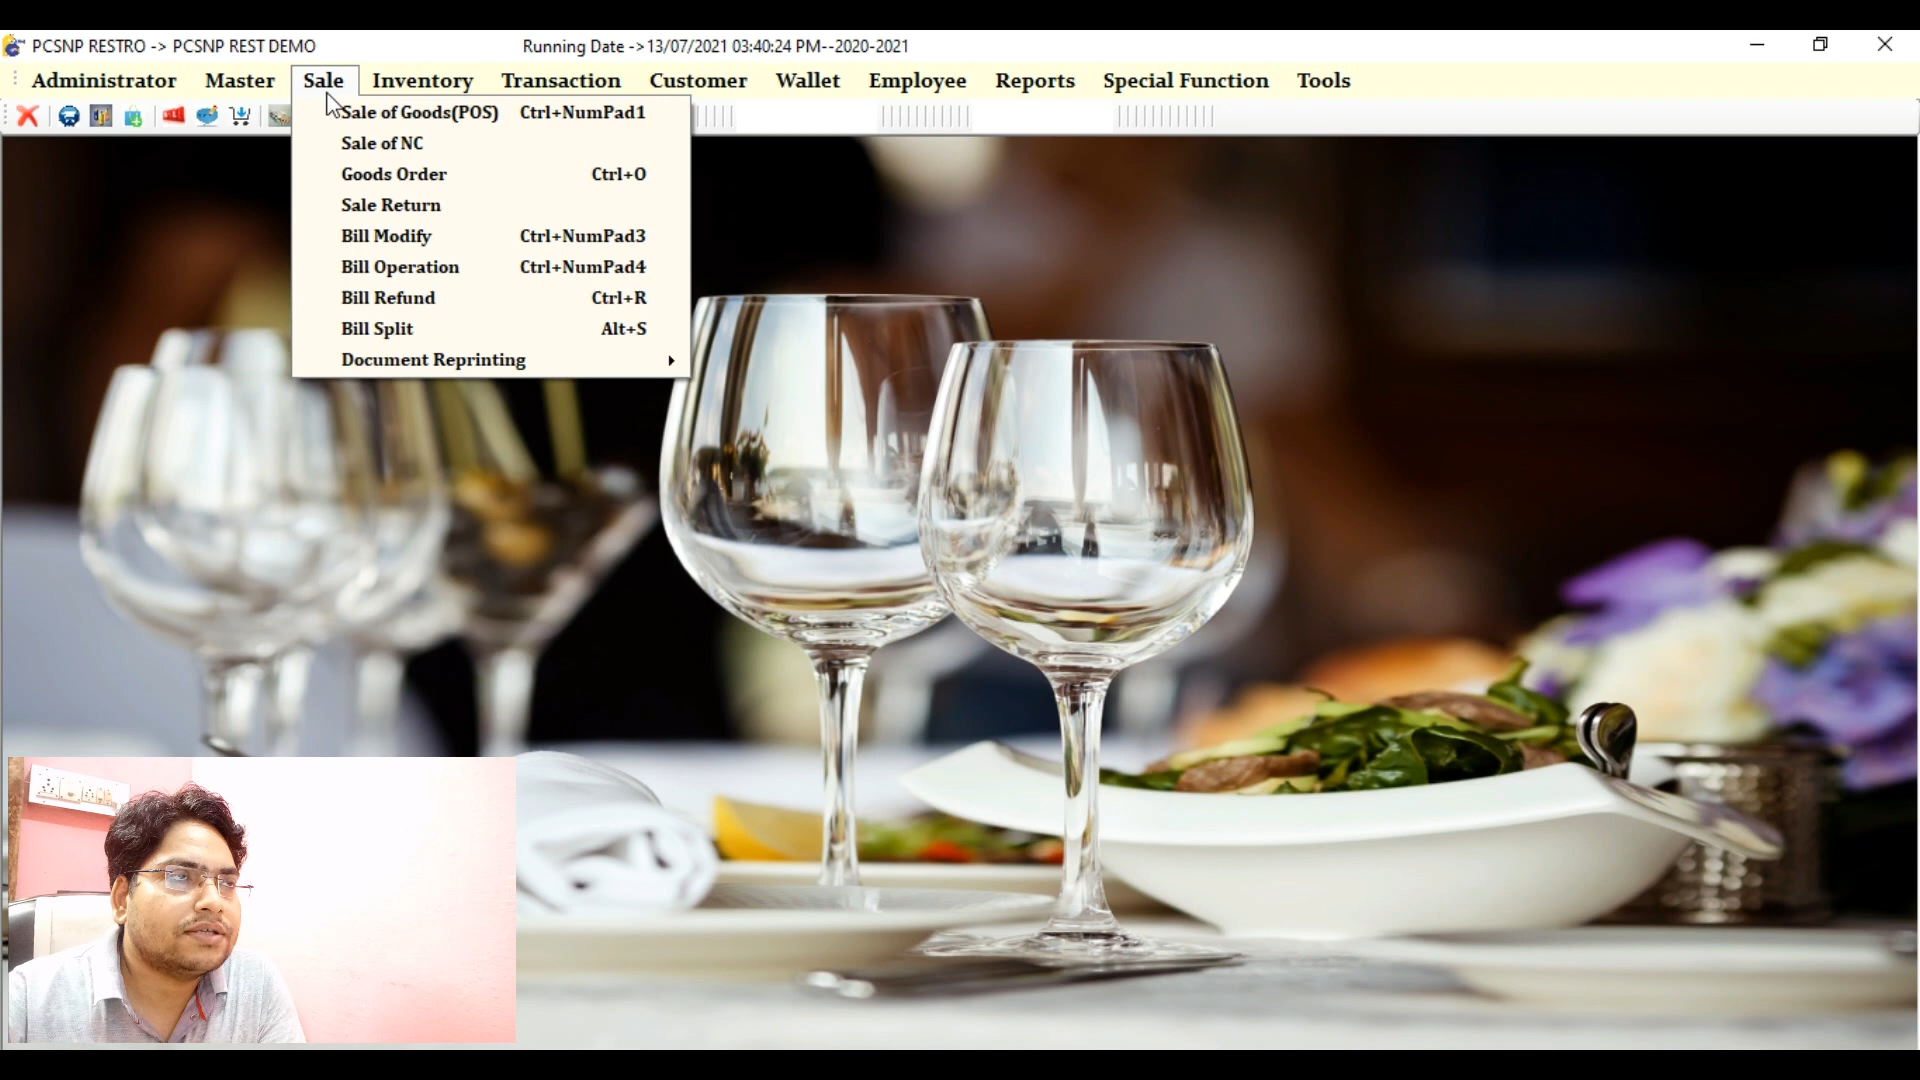 PCSNP RESTRO -> PCSNP REST DEMO
Running Date ->13/07/2021 03:40:24 PM--2020-2021
Administrator Master Sale Inventory Transaction Customer Wallet Employee Reports Special Function Tools
Sale of Goods(POS) Ctrl+NumPad1
Sale of NC
Goods Order Ctrl+O
Sale Return
Bill Modify Ctrl+NumPad3
Bill Operation Ctrl+NumPad4
Bill Refund Ctrl+R
Bill Split Alt+S
Document Reprinting